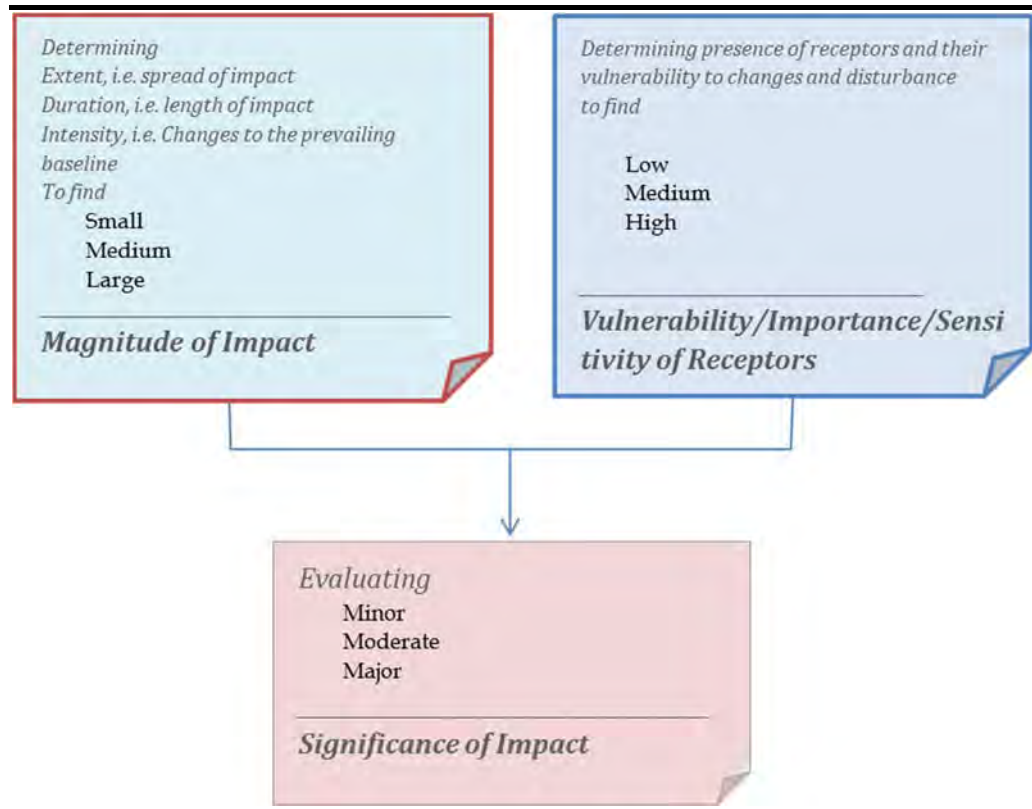 Determining
Extent, i.e. spread of impact
Duration, i.e. length of impact
Intensity, i.e. Changes to the prevailing
baseline
To find
Small
Medium
Large
Magnitude of Impact
Determining presence of receptors and their
vulnerability to changes and disturbance
to find
Low
Medium
High
Vulnerability/Importance/Sensi
tivity of Receptors
Evaluating
Minor
Moderate
Major
Significance of Impact